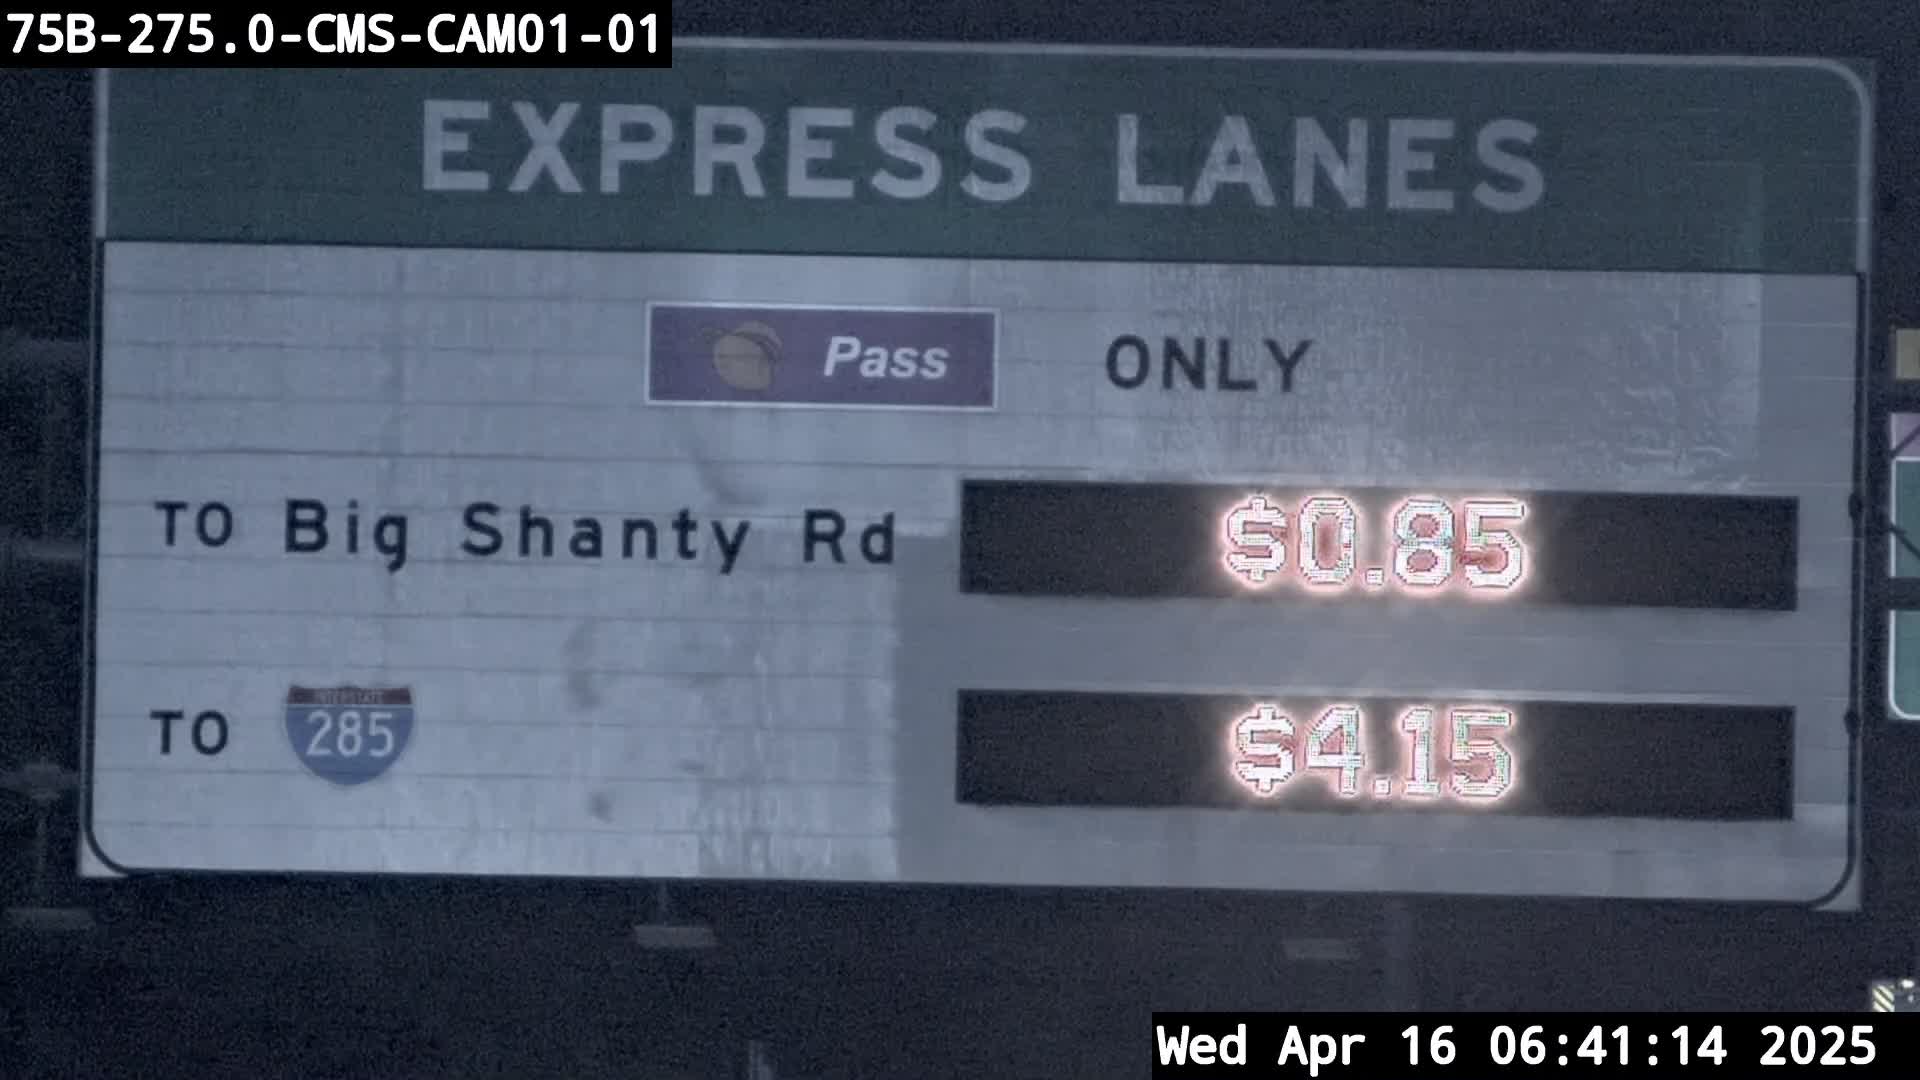 75B-275.0-CMS-CAM01-01
EXPRESS LANES
Pass ONLY
TO Big Shanty Rd $0.85
INTERSTATE
TO 285 $4.15
Wed Apr 16 06:41:14 2025